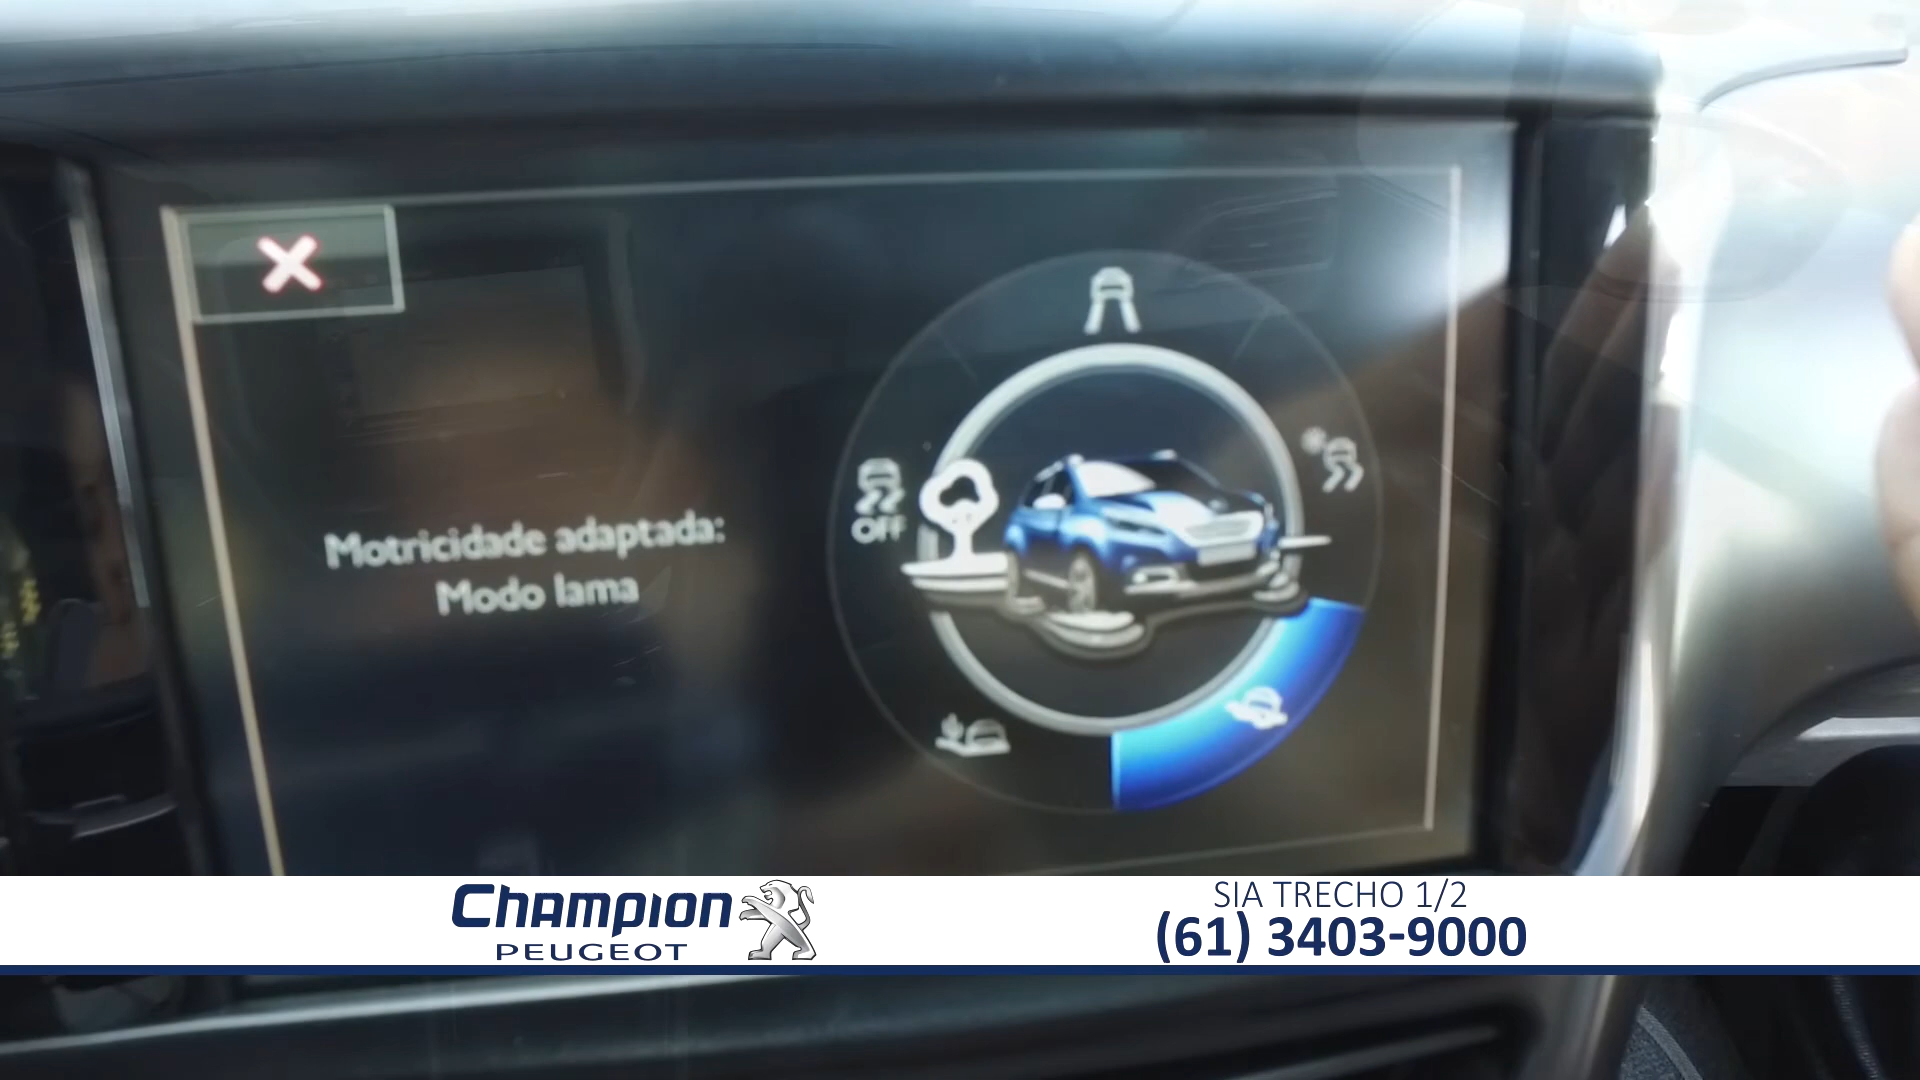 Motricidade adaptada:
Modo lama
OFF
Champion
PEUGEOT
SIA TRECHO 1/2
(61) 3403-9000